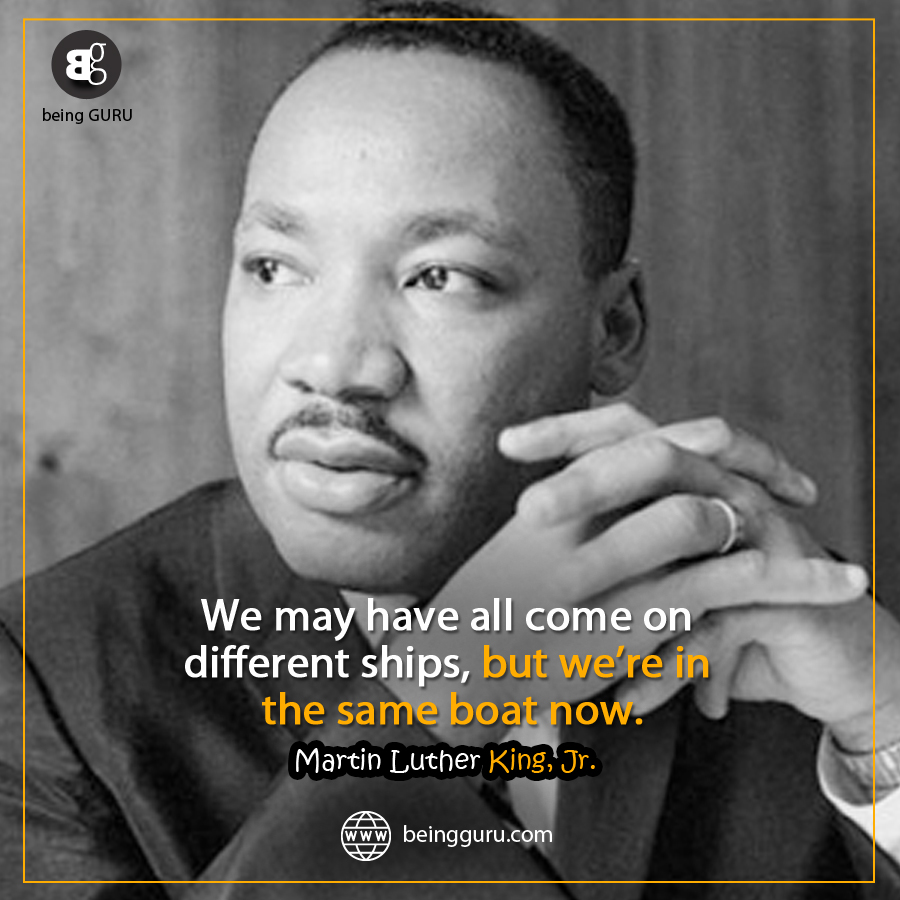 Bg
being GURU
We may have all come on
different ships, but we’re in
the same boat now.
Martin Luther King, Jr.
WWW
beingguru.com